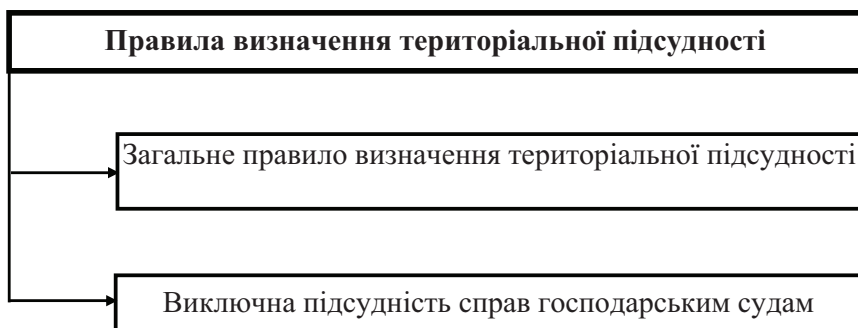 Правила визначення територіальної підсудності
Загальне правило визначення територіальної підсудності
Виключна підсудність справ господарським судам